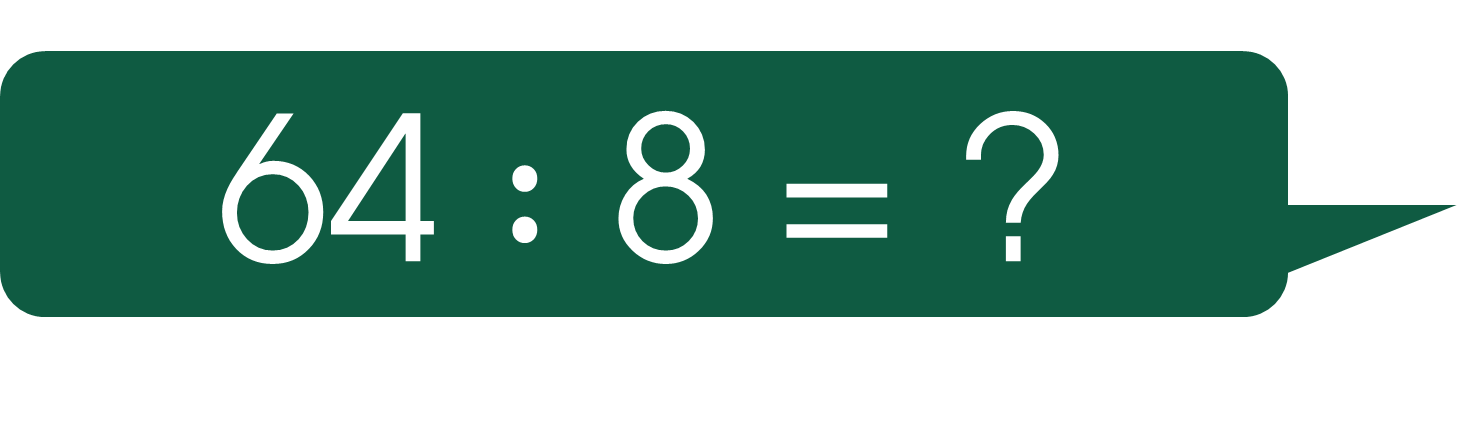 64 : 8 = ?